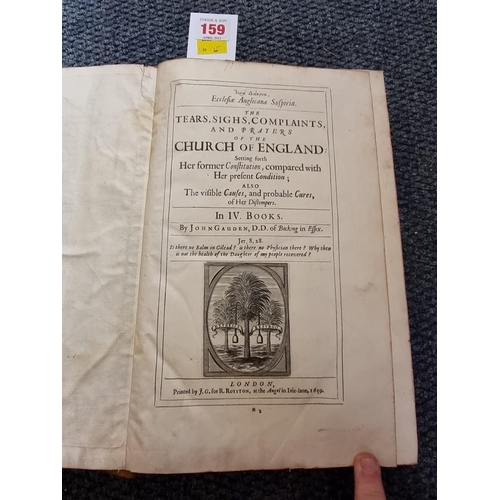 159
Ecclesiæ Anglicanæ Suspiria.
THE
TEARS, SIGHS, COMPLAINTS,
AND PRAYERS
OF THE
CHURCH OF ENGLAND:
Setting forth
Her former Constitution, compared with
Her present Condition;
ALSO
The visible Causes, and probable Cures,
of Her Distempers.
In IV. BOOKS.
By JOHN GAUDEN, D.D. of Bocking in Essex.
Jer. 8. 28.
Is there no Balm in Gilead? is there no Physician there? Why then
is not the health of the Daughter of my people recovered?
LONDON,
Printed by J.G. for R. ROYSTON, at the Angel in Ivie-lane, 1659.